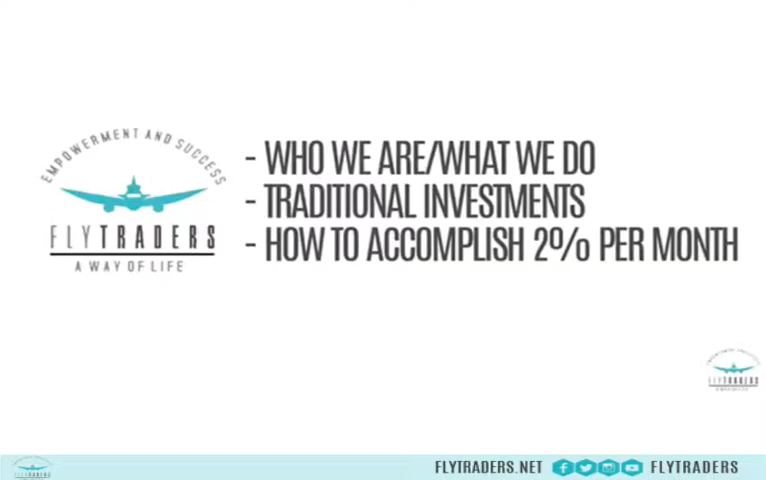 EMPOWERMENT AND SUCCESS
FLYTRADERS
A WAY OF LIFE
- WHO WE ARE/WHAT WE DO
- TRADITIONAL INVESTMENTS
- HOW TO ACCOMPLISH 2% PER MONTH
FLYTRADERS
FLYTRADERS.NET
FLYTRADERS